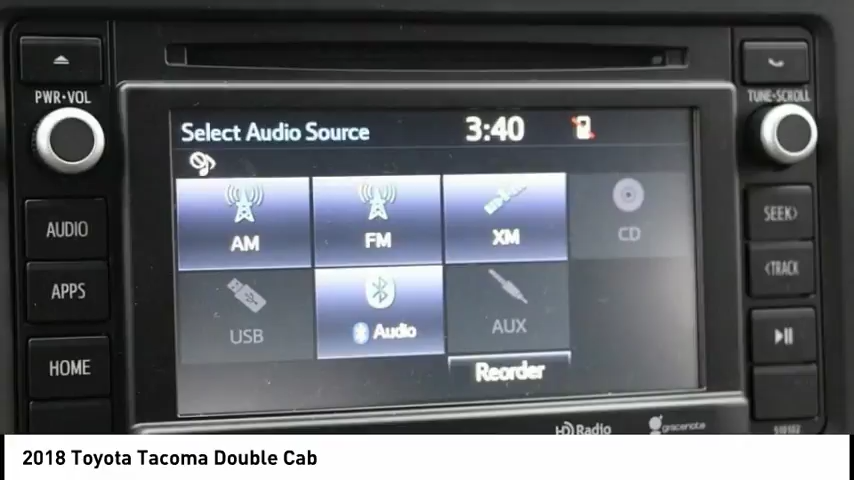 PWR•VOL
TUNE•SCROLL
Select Audio Source 3:40
AM FM XM CD
USB Audio AUX
Reorder
AUDIO
APPS
HOME
SEEK>
<TRACK
HD Radio gracenote
2018 Toyota Tacoma Double Cab